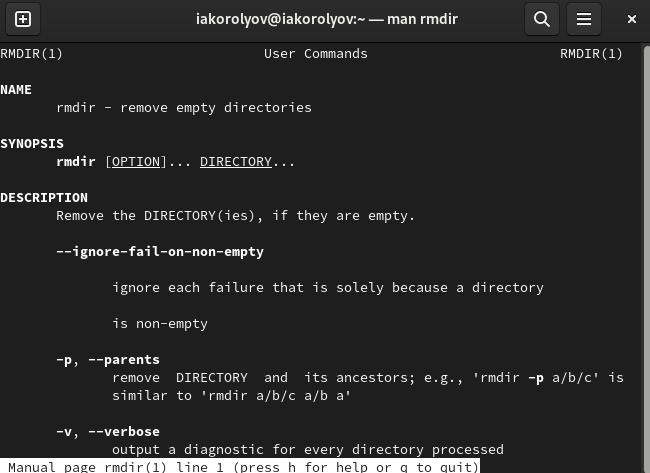 iakorolyov@iakorolyov:~ — man rmdir
RMDIR(1) User Commands RMDIR(1)
NAME
rmdir - remove empty directories
SYNOPSIS
rmdir [OPTION]... DIRECTORY...
DESCRIPTION
Remove the DIRECTORY(ies), if they are empty.
--ignore-fail-on-non-empty
ignore each failure that is solely because a directory
is non-empty
-p, --parents
remove DIRECTORY and its ancestors; e.g., 'rmdir -p a/b/c' is
similar to 'rmdir a/b/c a/b a'
-v, --verbose
output a diagnostic for every directory processed
Manual page rmdir(1) line 1 (press h for help or q to quit)